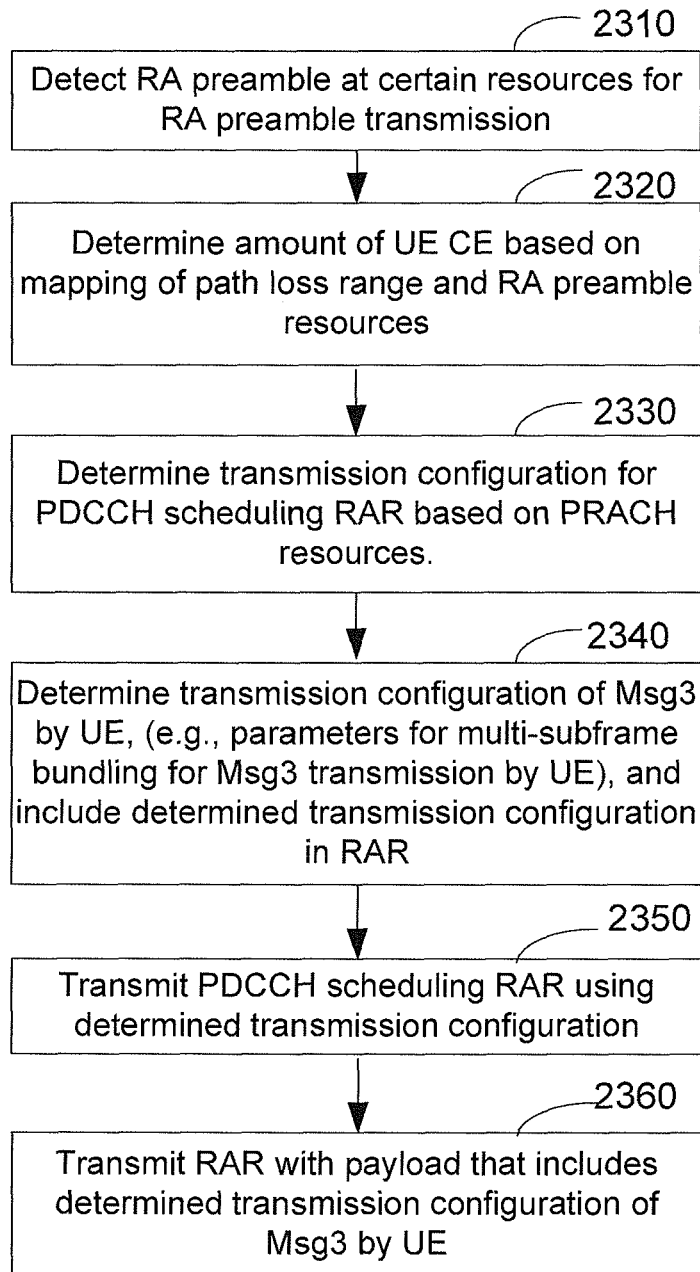 2310
Detect RA preamble at certain resources for
RA preamble transmission
2320
Determine amount of UE CE based on
mapping of path loss range and RA preamble
resources
2330
Determine transmission configuration for
PDCCH scheduling RAR based on PRACH
resources.
2340
Determine transmission configuration of Msg3
by UE, (e.g., parameters for multi-subframe
bundling for Msg3 transmission by UE), and
include determined transmission configuration
in RAR
2350
Transmit PDCCH scheduling RAR using
determined transmission configuration
2360
Transmit RAR with payload that includes
determined transmission configuration of
Msg3 by UE